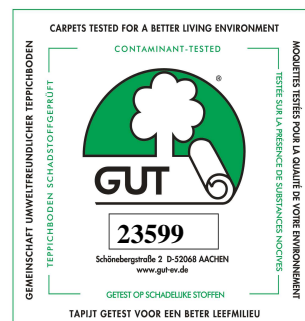 CARPETS TESTED FOR A BETTER LIVING ENVIRONMENT
CONTAMINANT-TESTED
GEMEINSCHAFT UMWELTFREUNDLICHER TEPPICHBODEN
TEPPICHBODEN SCHADSTOFFGEPRÜFT
MOQUETTES TESTÉES POUR LA QUALITÉ DE VOTRE ENVIRONNEMENT
TESTÉE SUR LA PRÉSENCE DE SUBSTANCES NOCIVES
®
GUT
23599
Schönebergstraße 2 D-52068 AACHEN
www.gut-ev.de
GETEST OP SCHADELIJKE STOFFEN
TAPIJT GETEST VOOR EEN BETER LEEFMILIEU